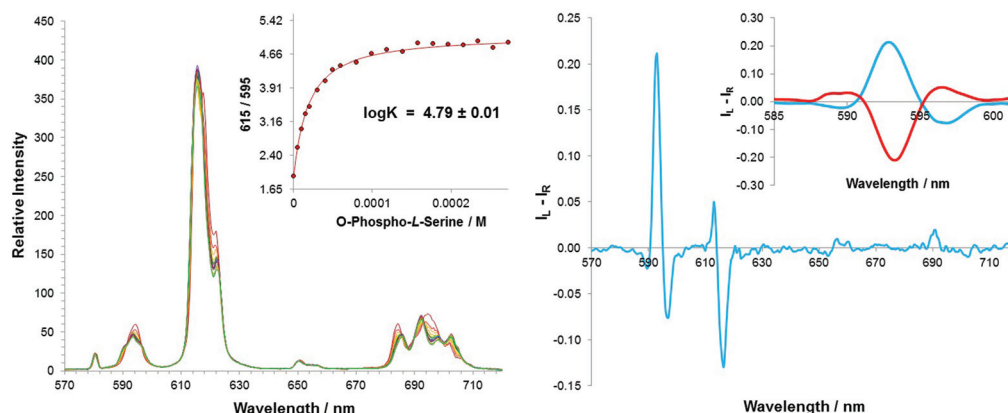 450
400
350
300
250
200
150
100
50
0
Relative Intensity
570 590 610 630 650 670 690 710
Wavelength / nm
5.42
4.66
3.91
3.16
2.40
1.65
615 / 595
logK = 4.79 ± 0.01
0 0.0001 0.0002
O-Phospho-L-Serine / M
0.25
0.20
0.15
0.10
0.05
0.00
-0.05
-0.10
-0.15
IL - IR
570 590 610 630 650 670 690 710
Wavelength / nm
0.30
0.20
0.10
0.00
0.10
0.20
0.30
IL - IR
585 590 595 600
Wavelength / nm